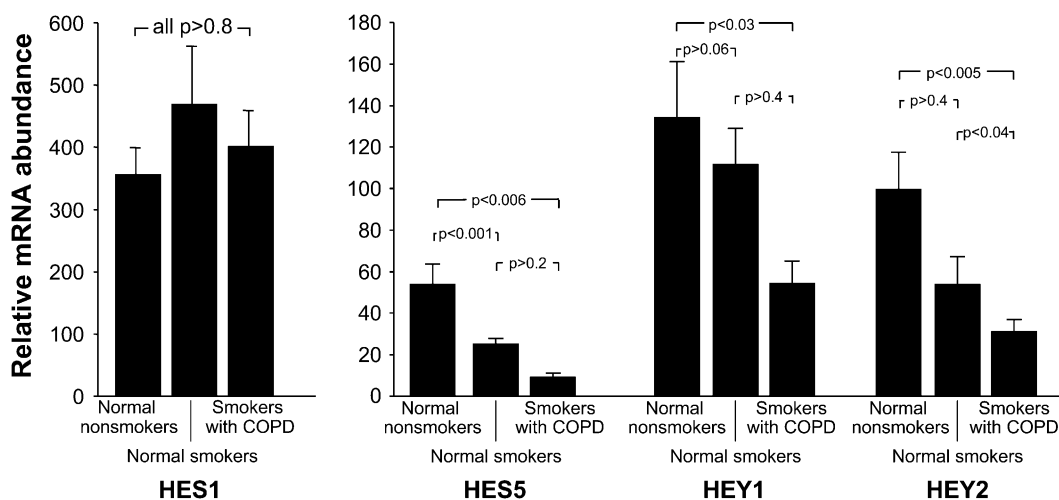 Relative mRNA abundance
600
500
400
300
200
100
0
all p>0.8
Normal
nonsmokers
Smokers
with COPD
Normal smokers
HES1
180
160
140
120
100
80
60
40
20
0
p<0.006
p<0.001
p>0.2
Normal
nonsmokers
Smokers
with COPD
Normal smokers
HES5
p<0.03
p>0.06
p>0.4
Normal
nonsmokers
Smokers
with COPD
Normal smokers
HEY1
p<0.005
p>0.4
p<0.04
Normal
nonsmokers
Smokers
with COPD
Normal smokers
HEY2